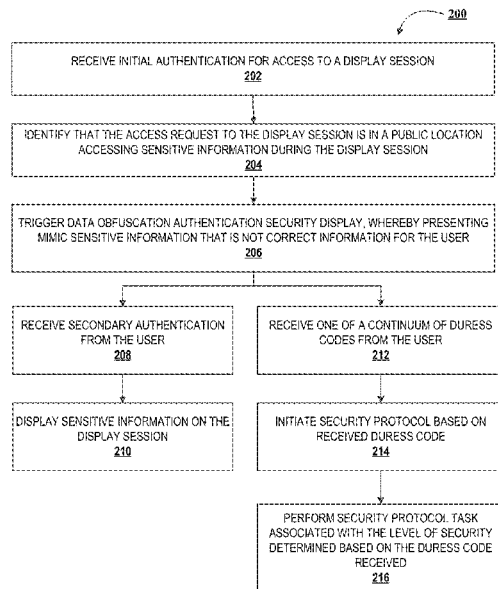 200
RECEIVE INITIAL AUTHENTICATION FOR ACCESS TO A DISPLAY SESSION
202
IDENTIFY THAT THE ACCESS REQUEST TO THE DISPLAY SESSION IS IN A PUBLIC LOCATION
ACCESSING SENSITIVE INFORMATION DURING THE DISPLAY SESSION
204
TRIGGER DATA OBFUSCATION AUTHENTICATION SECURITY DISPLAY, WHEREBY PRESENTING
MIMIC SENSITIVE INFORMATION THAT IS NOT CORRECT INFORMATION FOR THE USER
206
RECEIVE SECONDARY AUTHENTICATION
FROM THE USER
208
DISPLAY SENSITIVE INFORMATION ON THE
DISPLAY SESSION
210
RECEIVE ONE OF A CONTINUUM OF DURESS
CODES FROM THE USER
212
INITIATE SECURITY PROTOCOL BASED ON
RECEIVED DURESS CODE
214
PERFORM SECURITY PROTOCOL TASK
ASSOCIATED WITH THE LEVEL OF SECURITY
DETERMINED BASED ON THE DURESS CODE
RECEIVED
216